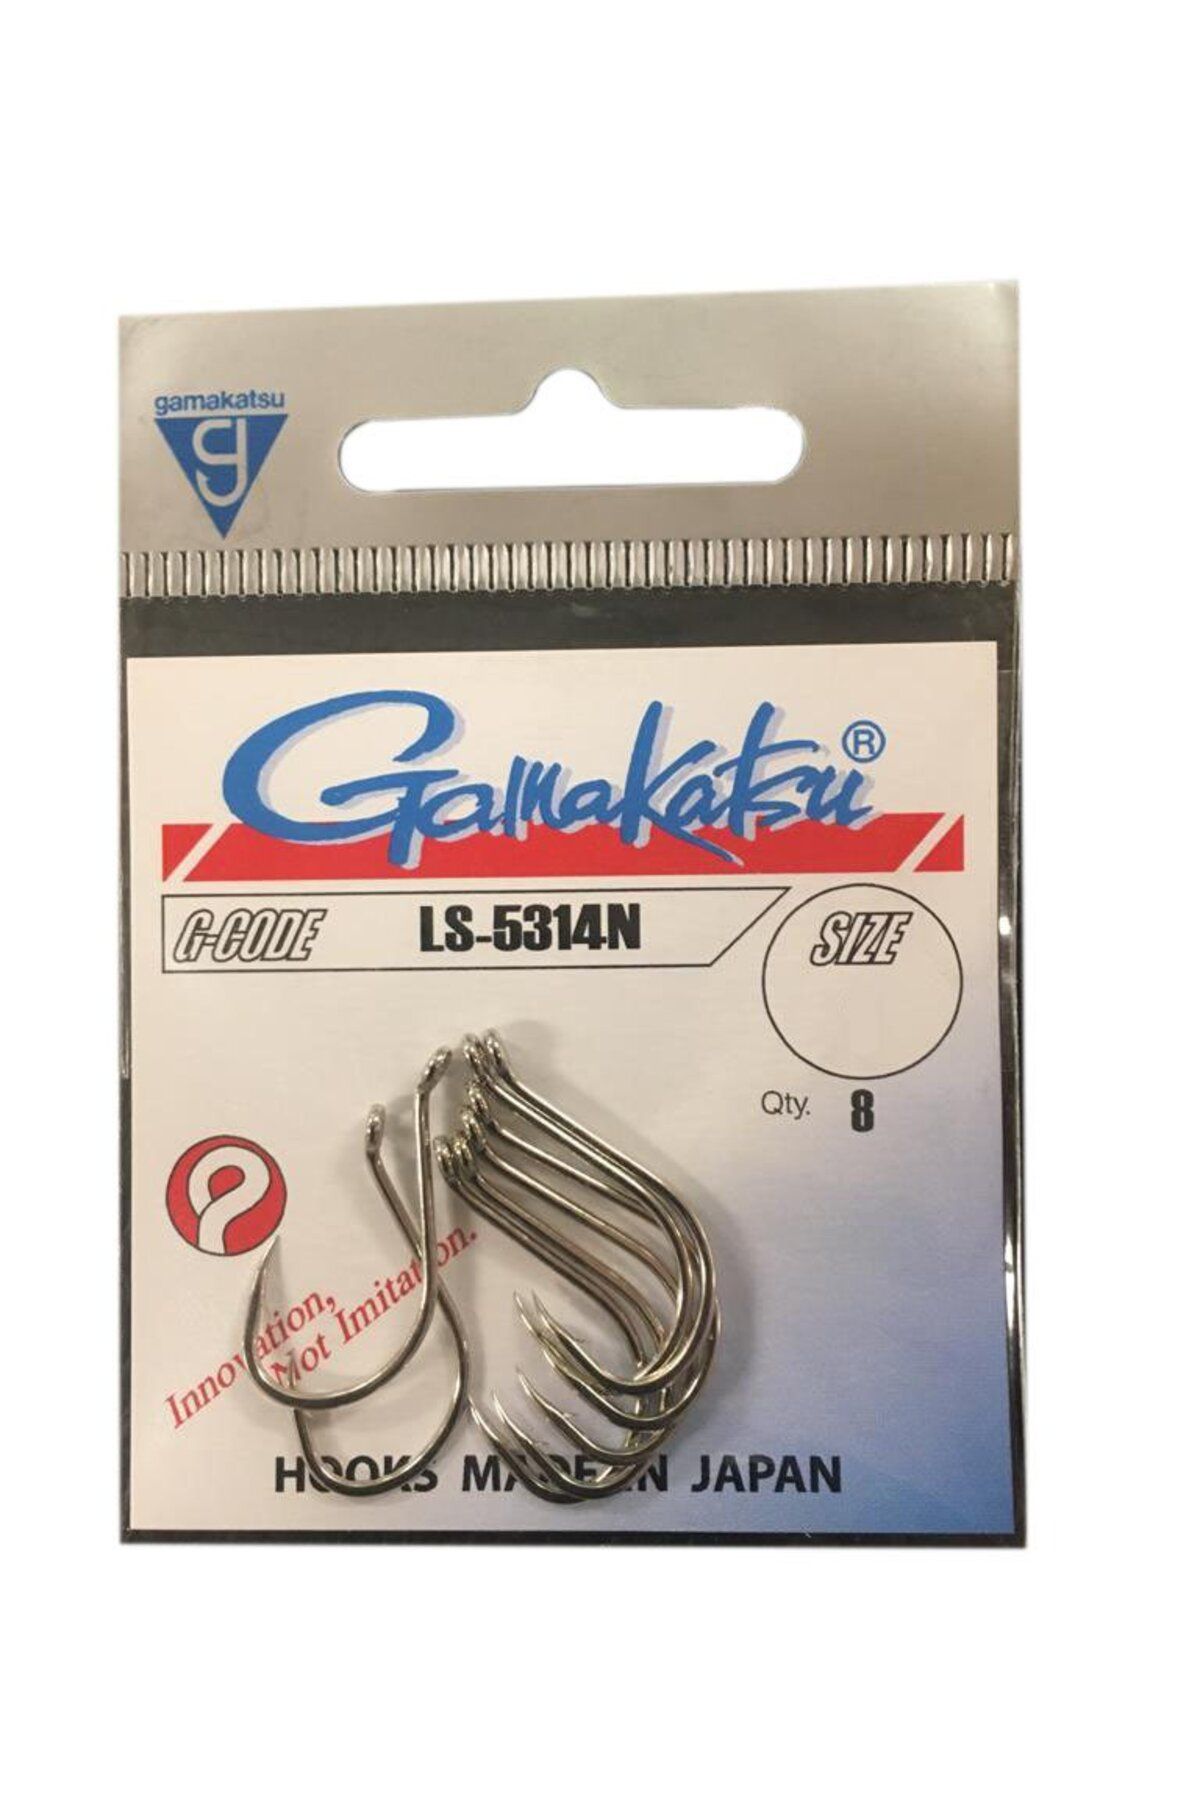 gamakatsu
Gamakatsu®
G-CODE LS-5314N SIZE
Qty. 8
Innovation,
Not Imitation.
HOOKS MADE IN JAPAN